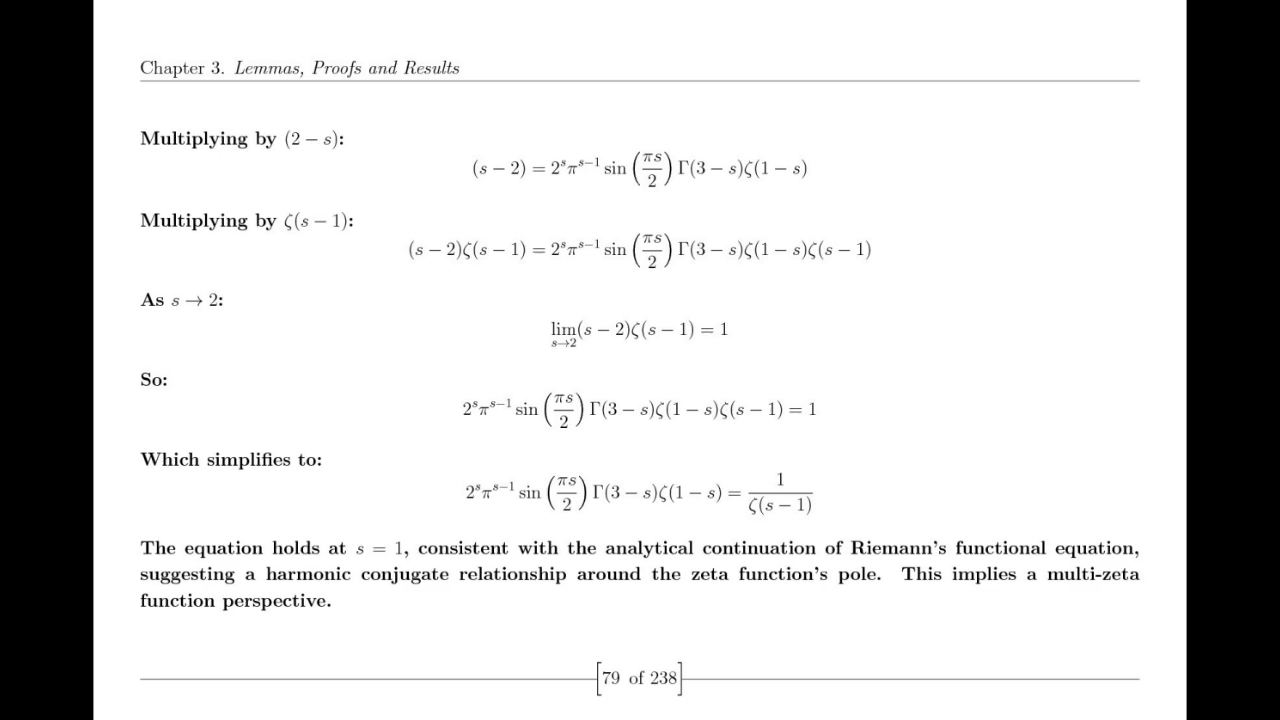 Chapter 3. Lemmas, Proofs and Results
Multiplying by (2 − s):
(s − 2) = 2^s π^{s−1} sin (πs/2) Γ(3 − s)ζ(1 − s)
Multiplying by ζ(s − 1):
(s − 2)ζ(s − 1) = 2^s π^{s−1} sin (πs/2) Γ(3 − s)ζ(1 − s)ζ(s − 1)
As s → 2:
lim_{s→2} (s − 2)ζ(s − 1) = 1
So:
2^s π^{s−1} sin (πs/2) Γ(3 − s)ζ(1 − s)ζ(s − 1) = 1
Which simplifies to:
2^s π^{s−1} sin (πs/2) Γ(3 − s)ζ(1 − s) = 1/ζ(s − 1)
The equation holds at s = 1, consistent with the analytical continuation of Riemann's functional equation,
suggesting a harmonic conjugate relationship around the zeta function's pole. This implies a multi-zeta
function perspective.
[79 of 238]